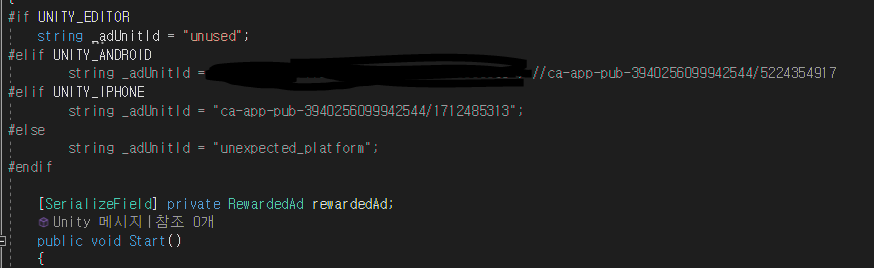 {
#if UNITY_EDITOR
string _adUnitId = "unused";
#elif UNITY_ANDROID
string _adUnitId = //ca-app-pub-3940256099942544/5224354917
#elif UNITY_IPHONE
string _adUnitId = "ca-app-pub-3940256099942544/1712485313";
#else
string _adUnitId = "unexpected_platform";
#endif
[SerializeField] private RewardedAd rewardedAd;
Unity 메시지 | 참조 0개
public void Start()
{